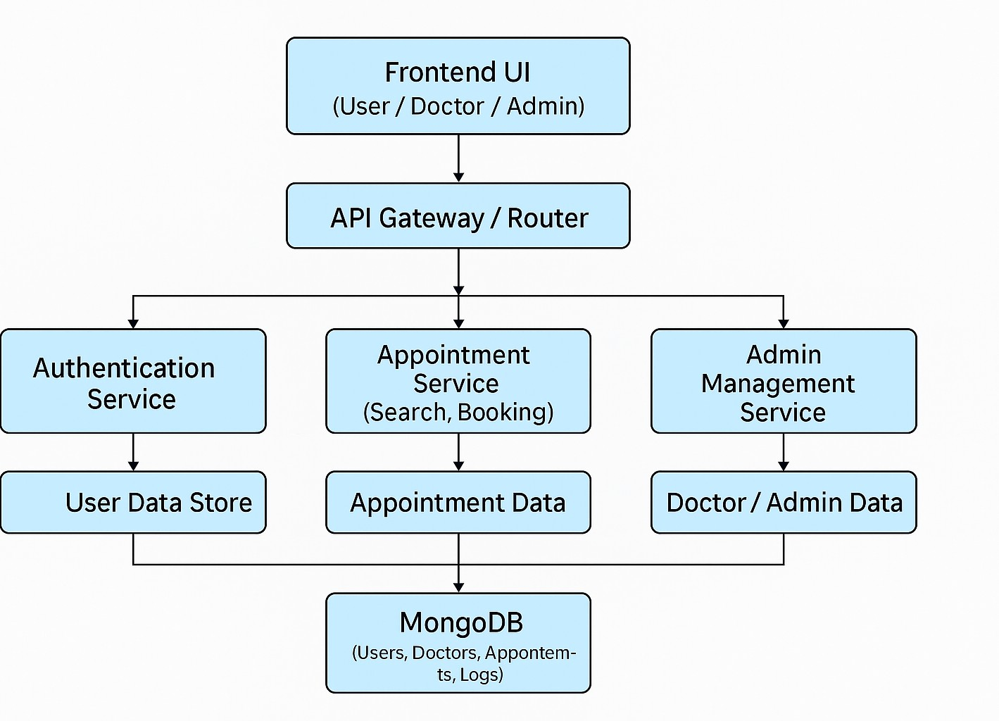 Frontend UI
(User / Doctor / Admin)
API Gateway / Router
Authentication
Service
Appointment
Service
(Search, Booking)
Admin
Management
Service
User Data Store
Appointment Data
Doctor / Admin Data
MongoDB
(Users, Doctors, Appontem-
ts, Logs)